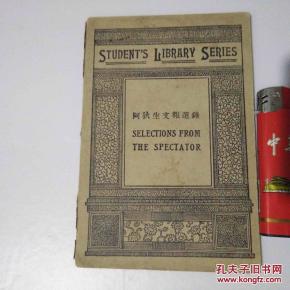 STUDENT'S LIBRARY SERIES
阿狄生文報選錄
SELECTIONS FROM
THE SPECTATOR
中
孔夫子旧书网